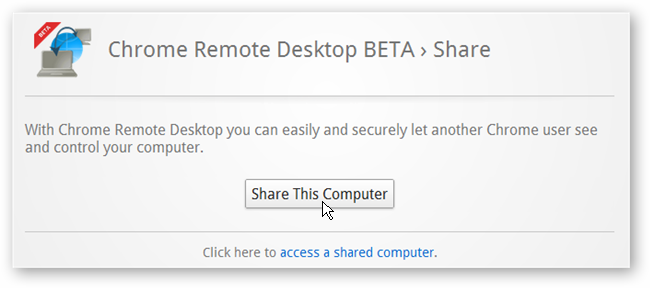 BETA
Chrome Remote Desktop BETA › Share
With Chrome Remote Desktop you can easily and securely let another Chrome user see
and control your computer.
Share This Computer
Click here to access a shared computer.